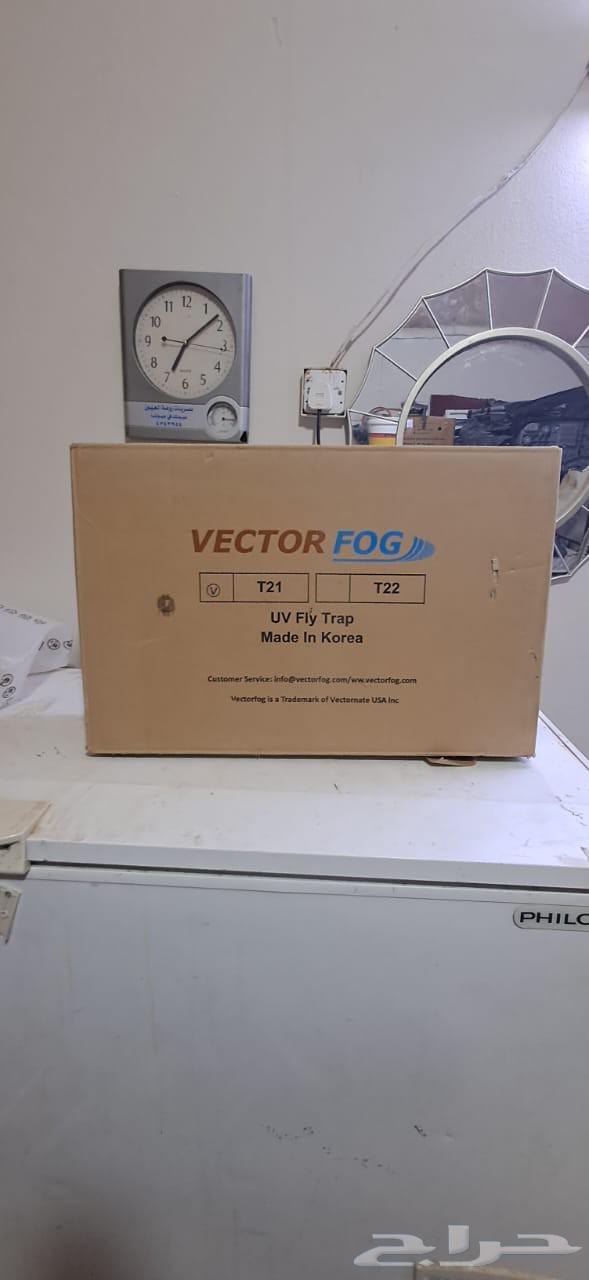 12
1
2
3
4
5
6
7
8
9
10
11
QUARTZ
٤٢٤٢٩٤٤
VECTOR FOG
V T21 T22
UV Fly Trap
Made In Korea
Customer Service: info@vectorfog.com/ww.vectorfog.com
Vectorfog is a Trademark of Vectornate USA Inc
PHILC
حراج